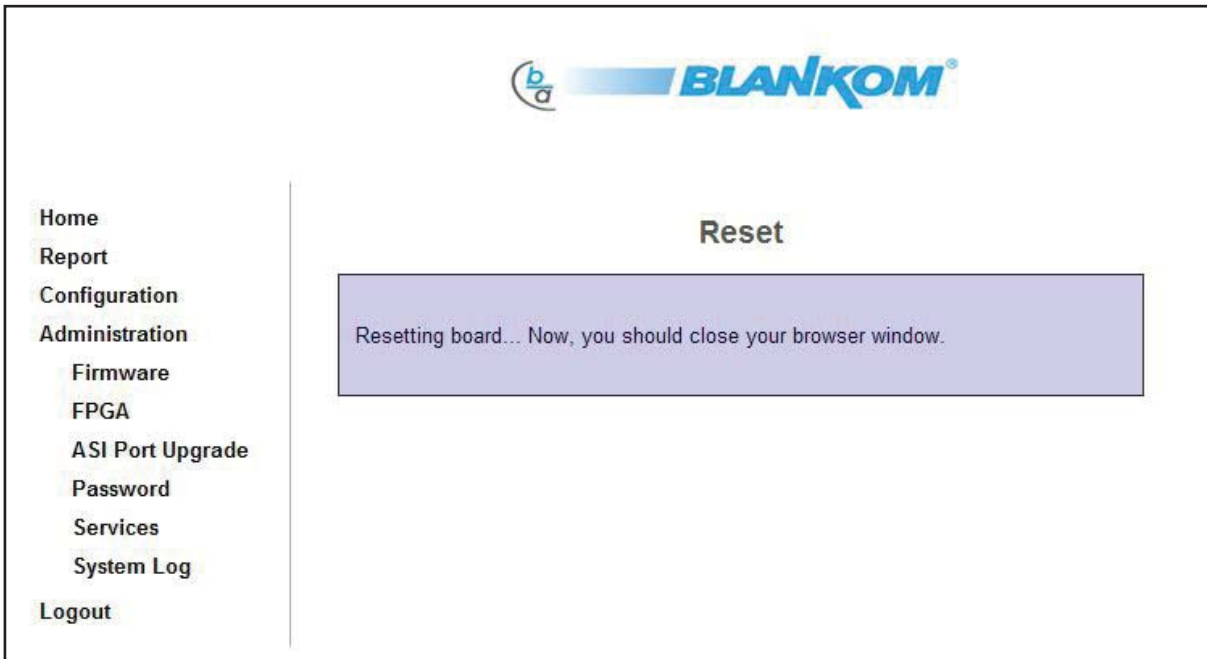 b
a
BLANKOM®
Home
Report
Configuration
Administration
Firmware
FPGA
ASI Port Upgrade
Password
Services
System Log
Logout
Reset
Resetting board... Now, you should close your browser window.